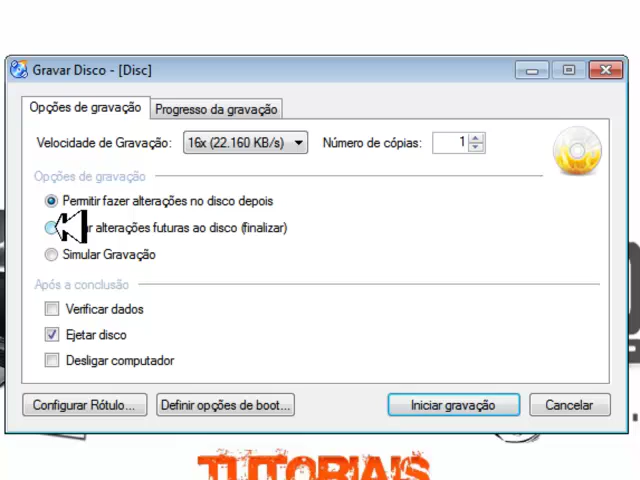 Gravar Disco - [Disc]
Opções de gravação
Progresso da gravação
Velocidade de Gravação: 16x (22.160 KB/s) Número de cópias: 1
Opções de gravação
Permitir fazer alterações no disco depois
alterações futuras ao disco (finalizar)
Simular Gravação
Após a conclusão
Verificar dados
Ejetar disco
Desligar computador
Configurar Rótulo... Definir opções de boot... Iniciar gravação Cancelar
TUTORIAIS